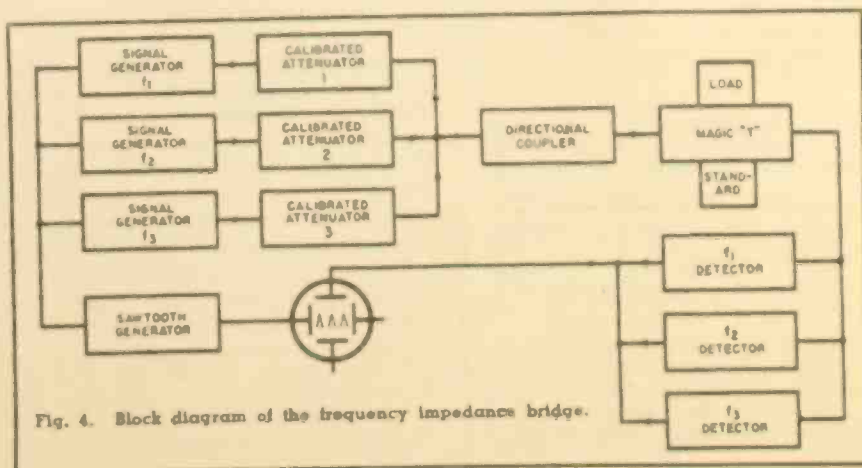 SIGNAL
GENERATOR
f1
CALIBRATED
ATTENUATOR
1
SIGNAL
GENERATOR
f2
CALIBRATED
ATTENUATOR
2
SIGNAL
GENERATOR
f3
CALIBRATED
ATTENUATOR
3
DIRECTIONAL
COUPLER
LOAD
MAGIC "T"
STAND-
ARD
SAWTOOTH
GENERATOR
f1
DETECTOR
f2
DETECTOR
f3
DETECTOR
Fig. 4. Block diagram of the frequency impedance bridge.